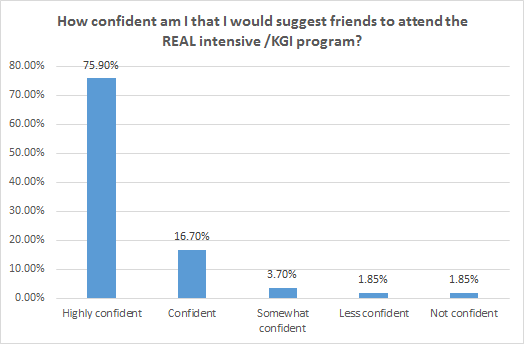 How confident am I that I would suggest friends to attend the
REAL intensive /KGI program?
80.00%
70.00%
60.00%
50.00%
40.00%
30.00%
20.00%
10.00%
0.00%
75.90%
16.70%
3.70%
1.85%
1.85%
Highly confident
Confident
Somewhat
confident
Less confident
Not confident